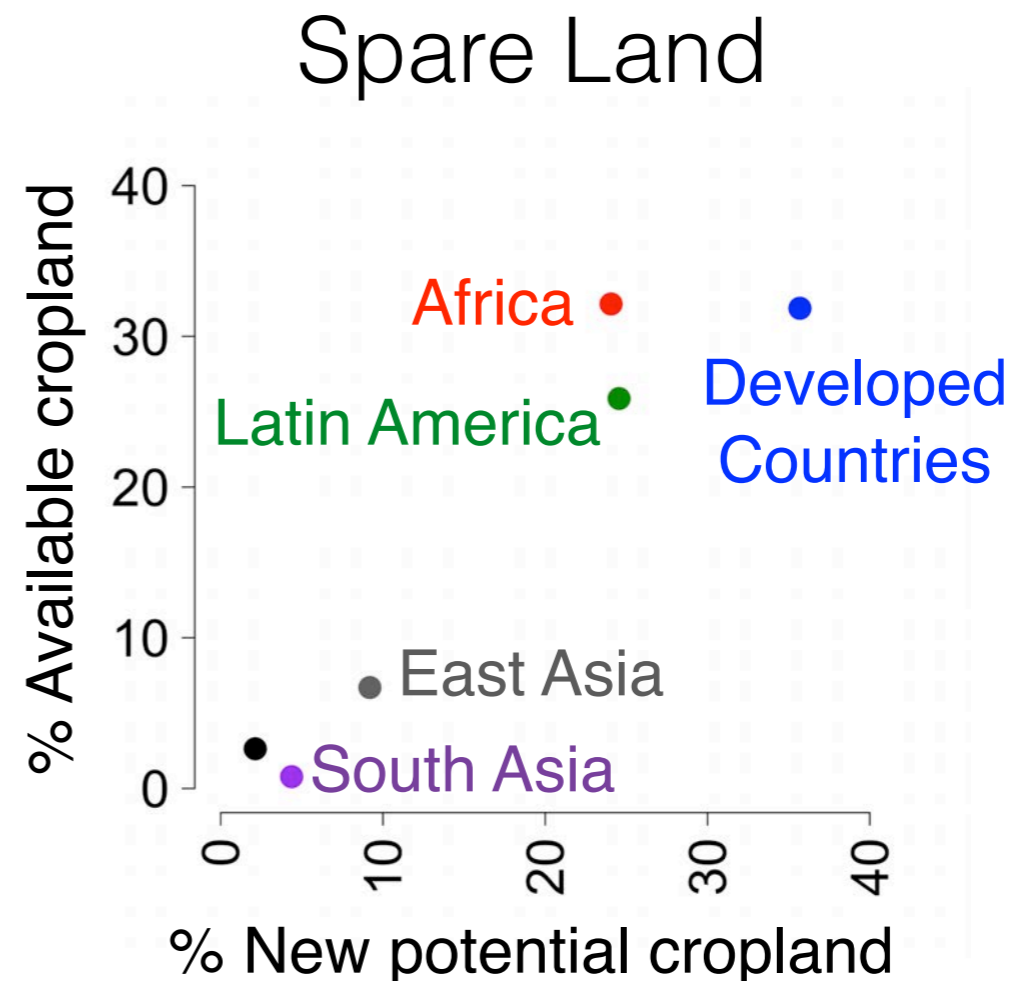 Spare Land
% Available cropland
40
30
20
10
0
Africa
Latin America
Developed
Countries
East Asia
South Asia
0
10
20
30
40
% New potential cropland